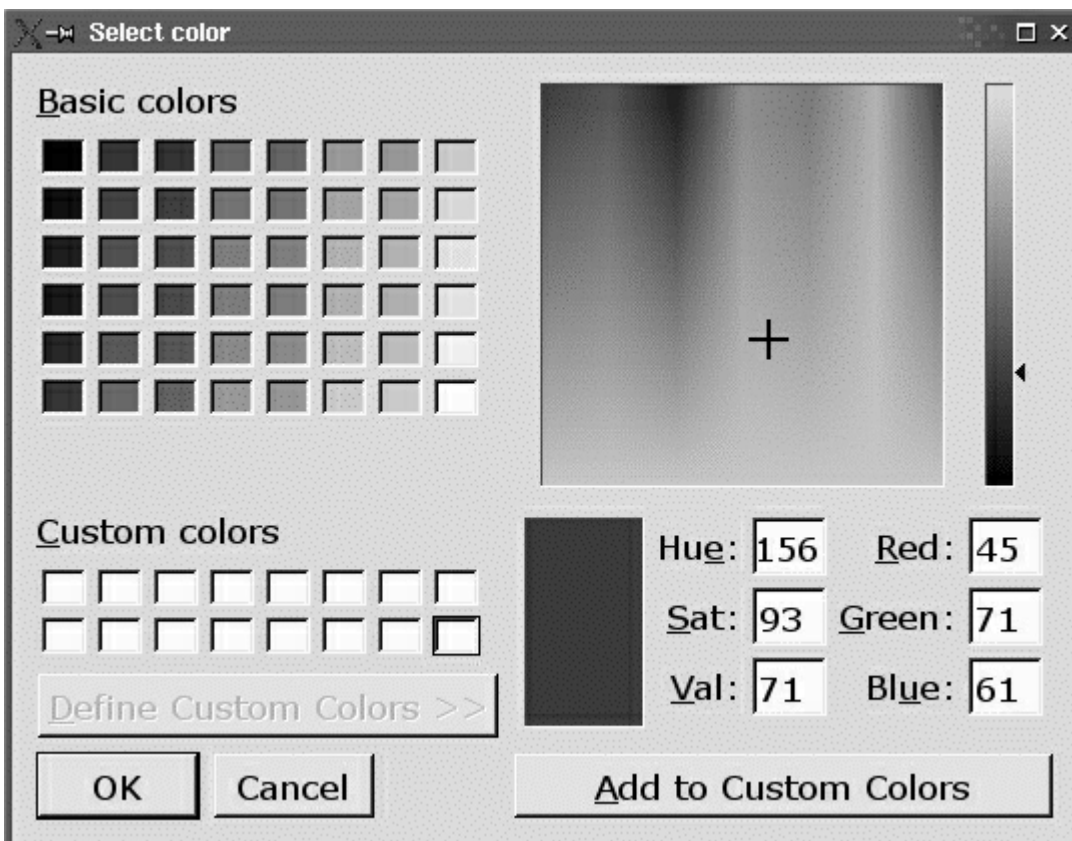 Select color
Basic colors
Custom colors
Define Custom Colors >>
OK
Cancel
Hue: 156
Red: 45
Sat: 93
Green: 71
Val: 71
Blue: 61
Add to Custom Colors